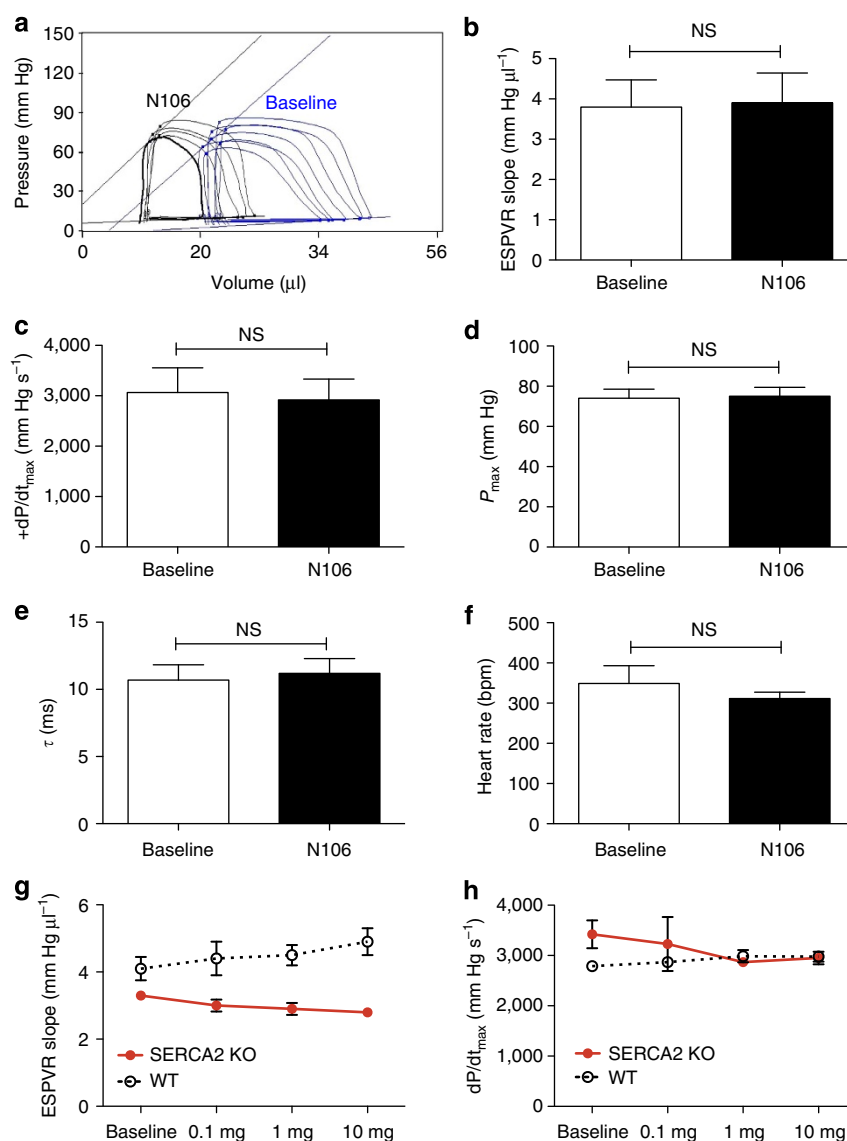 a
150
120
90
60
30
0
Pressure (mm Hg)
N106
Baseline
0 20 34 56
Volume (μl)
b
NS
5
4
3
2
1
0
ESPVR slope (mm Hg μl⁻¹)
Baseline N106
c
NS
4,000
3,000
2,000
1,000
0
+dP/dtmax (mm Hg s⁻¹)
Baseline N106
d
NS
100
80
60
40
20
0
Pmax (mm Hg)
Baseline N106
e
NS
15
10
5
0
τ (ms)
Baseline N106
f
NS
500
400
300
200
100
0
Heart rate (bpm)
Baseline N106
g
6
4
2
0
ESPVR slope (mm Hg μl⁻¹)
SERCA2 KO
WT
Baseline 0.1 mg 1 mg 10 mg
h
4,000
3,000
2,000
1,000
0
dP/dtmax (mm Hg s⁻¹)
SERCA2 KO
WT
Baseline 0.1 mg 1 mg 10 mg